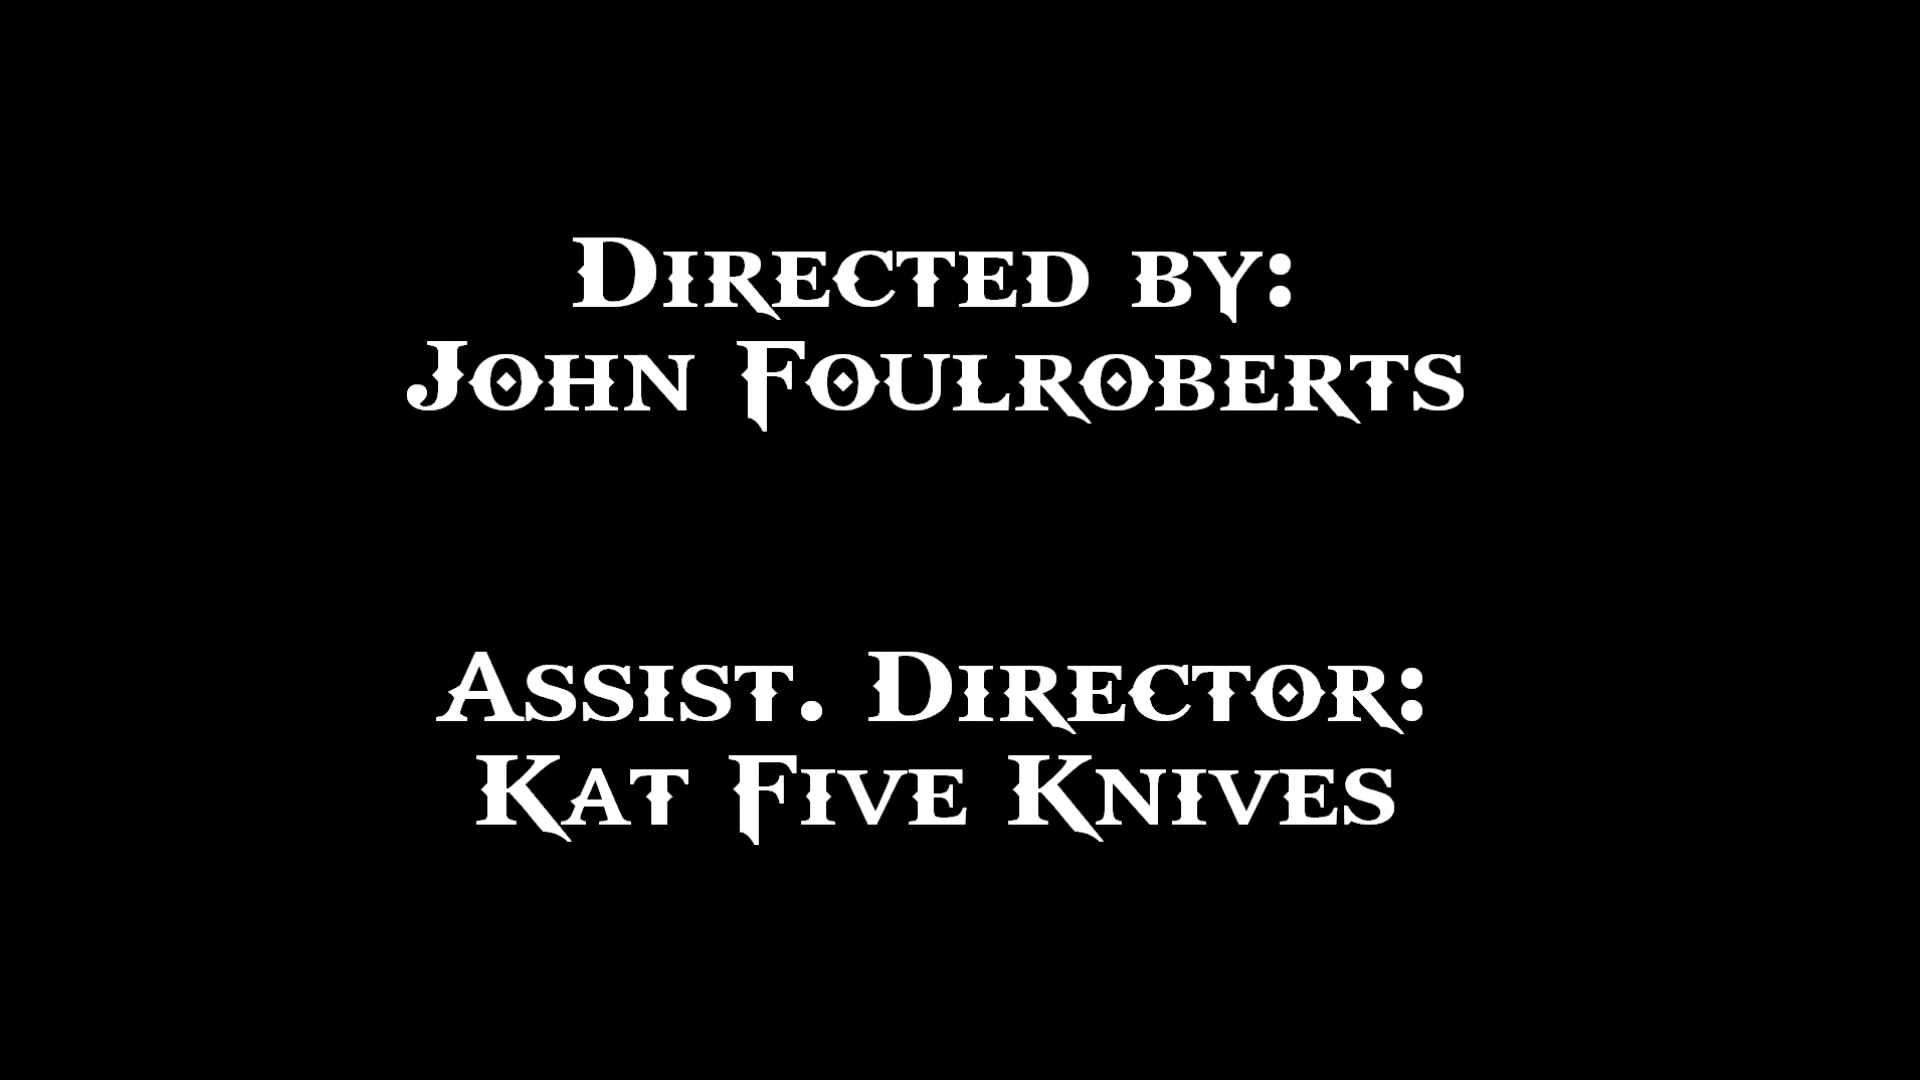 Directed by:
John Foulroberts
Assist. Director:
Kat Five Knives